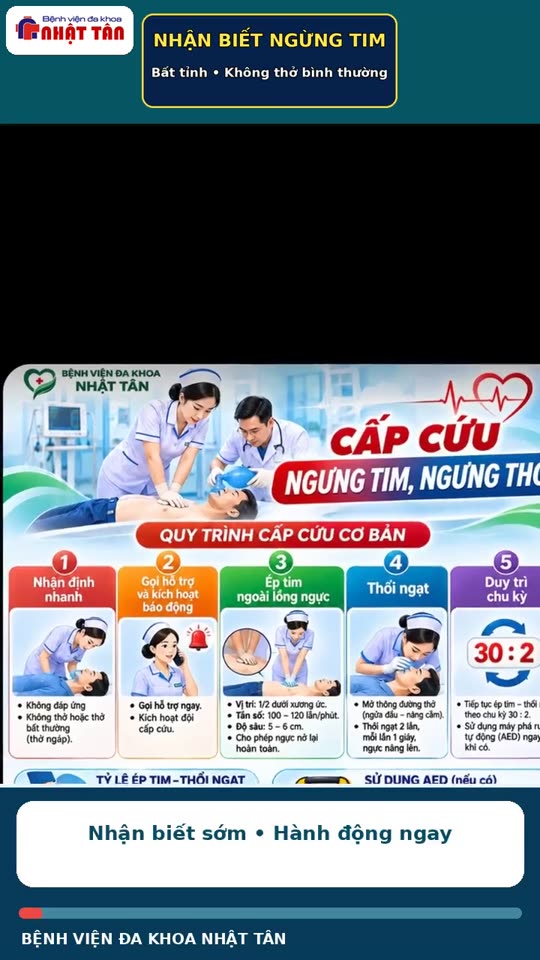 Bệnh viện đa khoa
NHẬT TÂN
NHẬN BIẾT NGỪNG TIM
Bất tỉnh • Không thở bình thường
BỆNH VIỆN ĐA KHOA
NHẬT TÂN
CẤP CỨU
NGƯNG TIM, NGƯNG THỞ
QUY TRÌNH CẤP CỨU CƠ BẢN
1
Nhận định
nhanh
• Không đáp ứng
• Không thở hoặc thở
bất thường
(thở ngáp).
2
Gọi hỗ trợ
và kích hoạt
báo động
• Gọi hỗ trợ ngay.
• Kích hoạt đội
cấp cứu.
3
Ép tim
ngoài lồng ngực
• Vị trí: 1/2 dưới xương ức.
• Tần số: 100 – 120 lần/phút.
• Độ sâu: 5 – 6 cm.
• Cho phép ngực nở lại
hoàn toàn.
4
Thổi ngạt
• Mở thông đường thở
(ngửa đầu – nâng cằm).
• Thổi ngạt 2 lần,
mỗi lần 1 giây,
ngực nâng lên.
5
Duy trì
chu kỳ
30 : 2
• Tiếp tục ép tim – thổi
theo chu kỳ 30 : 2.
• Sử dụng máy phá
tự động (AED) ngay
khi có.
TỶ LỆ ÉP TIM – THỔI NGẠT
SỬ DỤNG AED (nếu có)
Nhận biết sớm • Hành động ngay
BỆNH VIỆN ĐA KHOA NHẬT TÂN